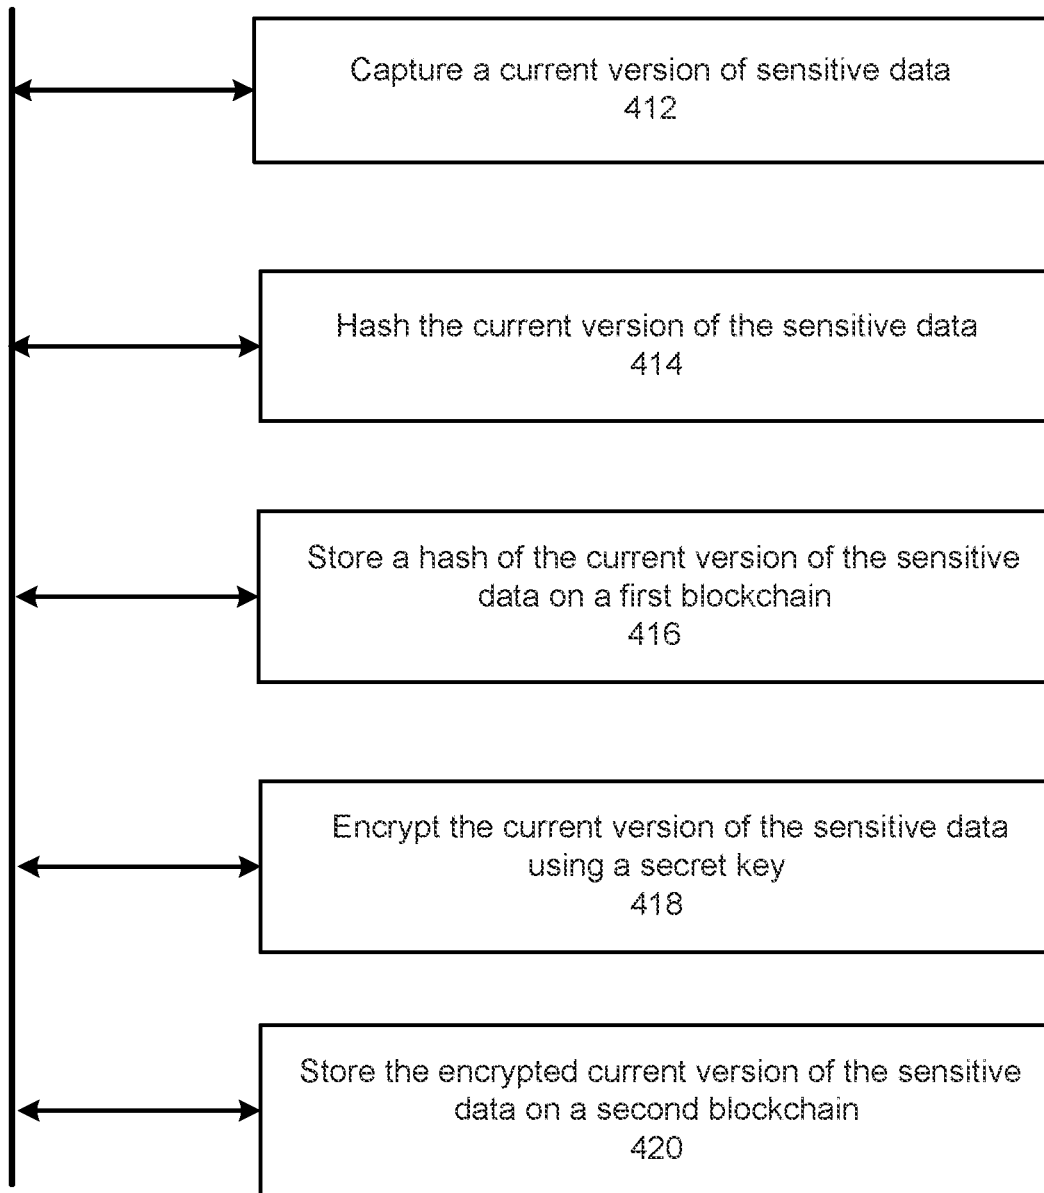 Capture a current version of sensitive data
412
Hash the current version of the sensitive data
414
Store a hash of the current version of the sensitive
data on a first blockchain
416
Encrypt the current version of the sensitive data
using a secret key
418
Store the encrypted current version of the sensitive
data on a second blockchain
420